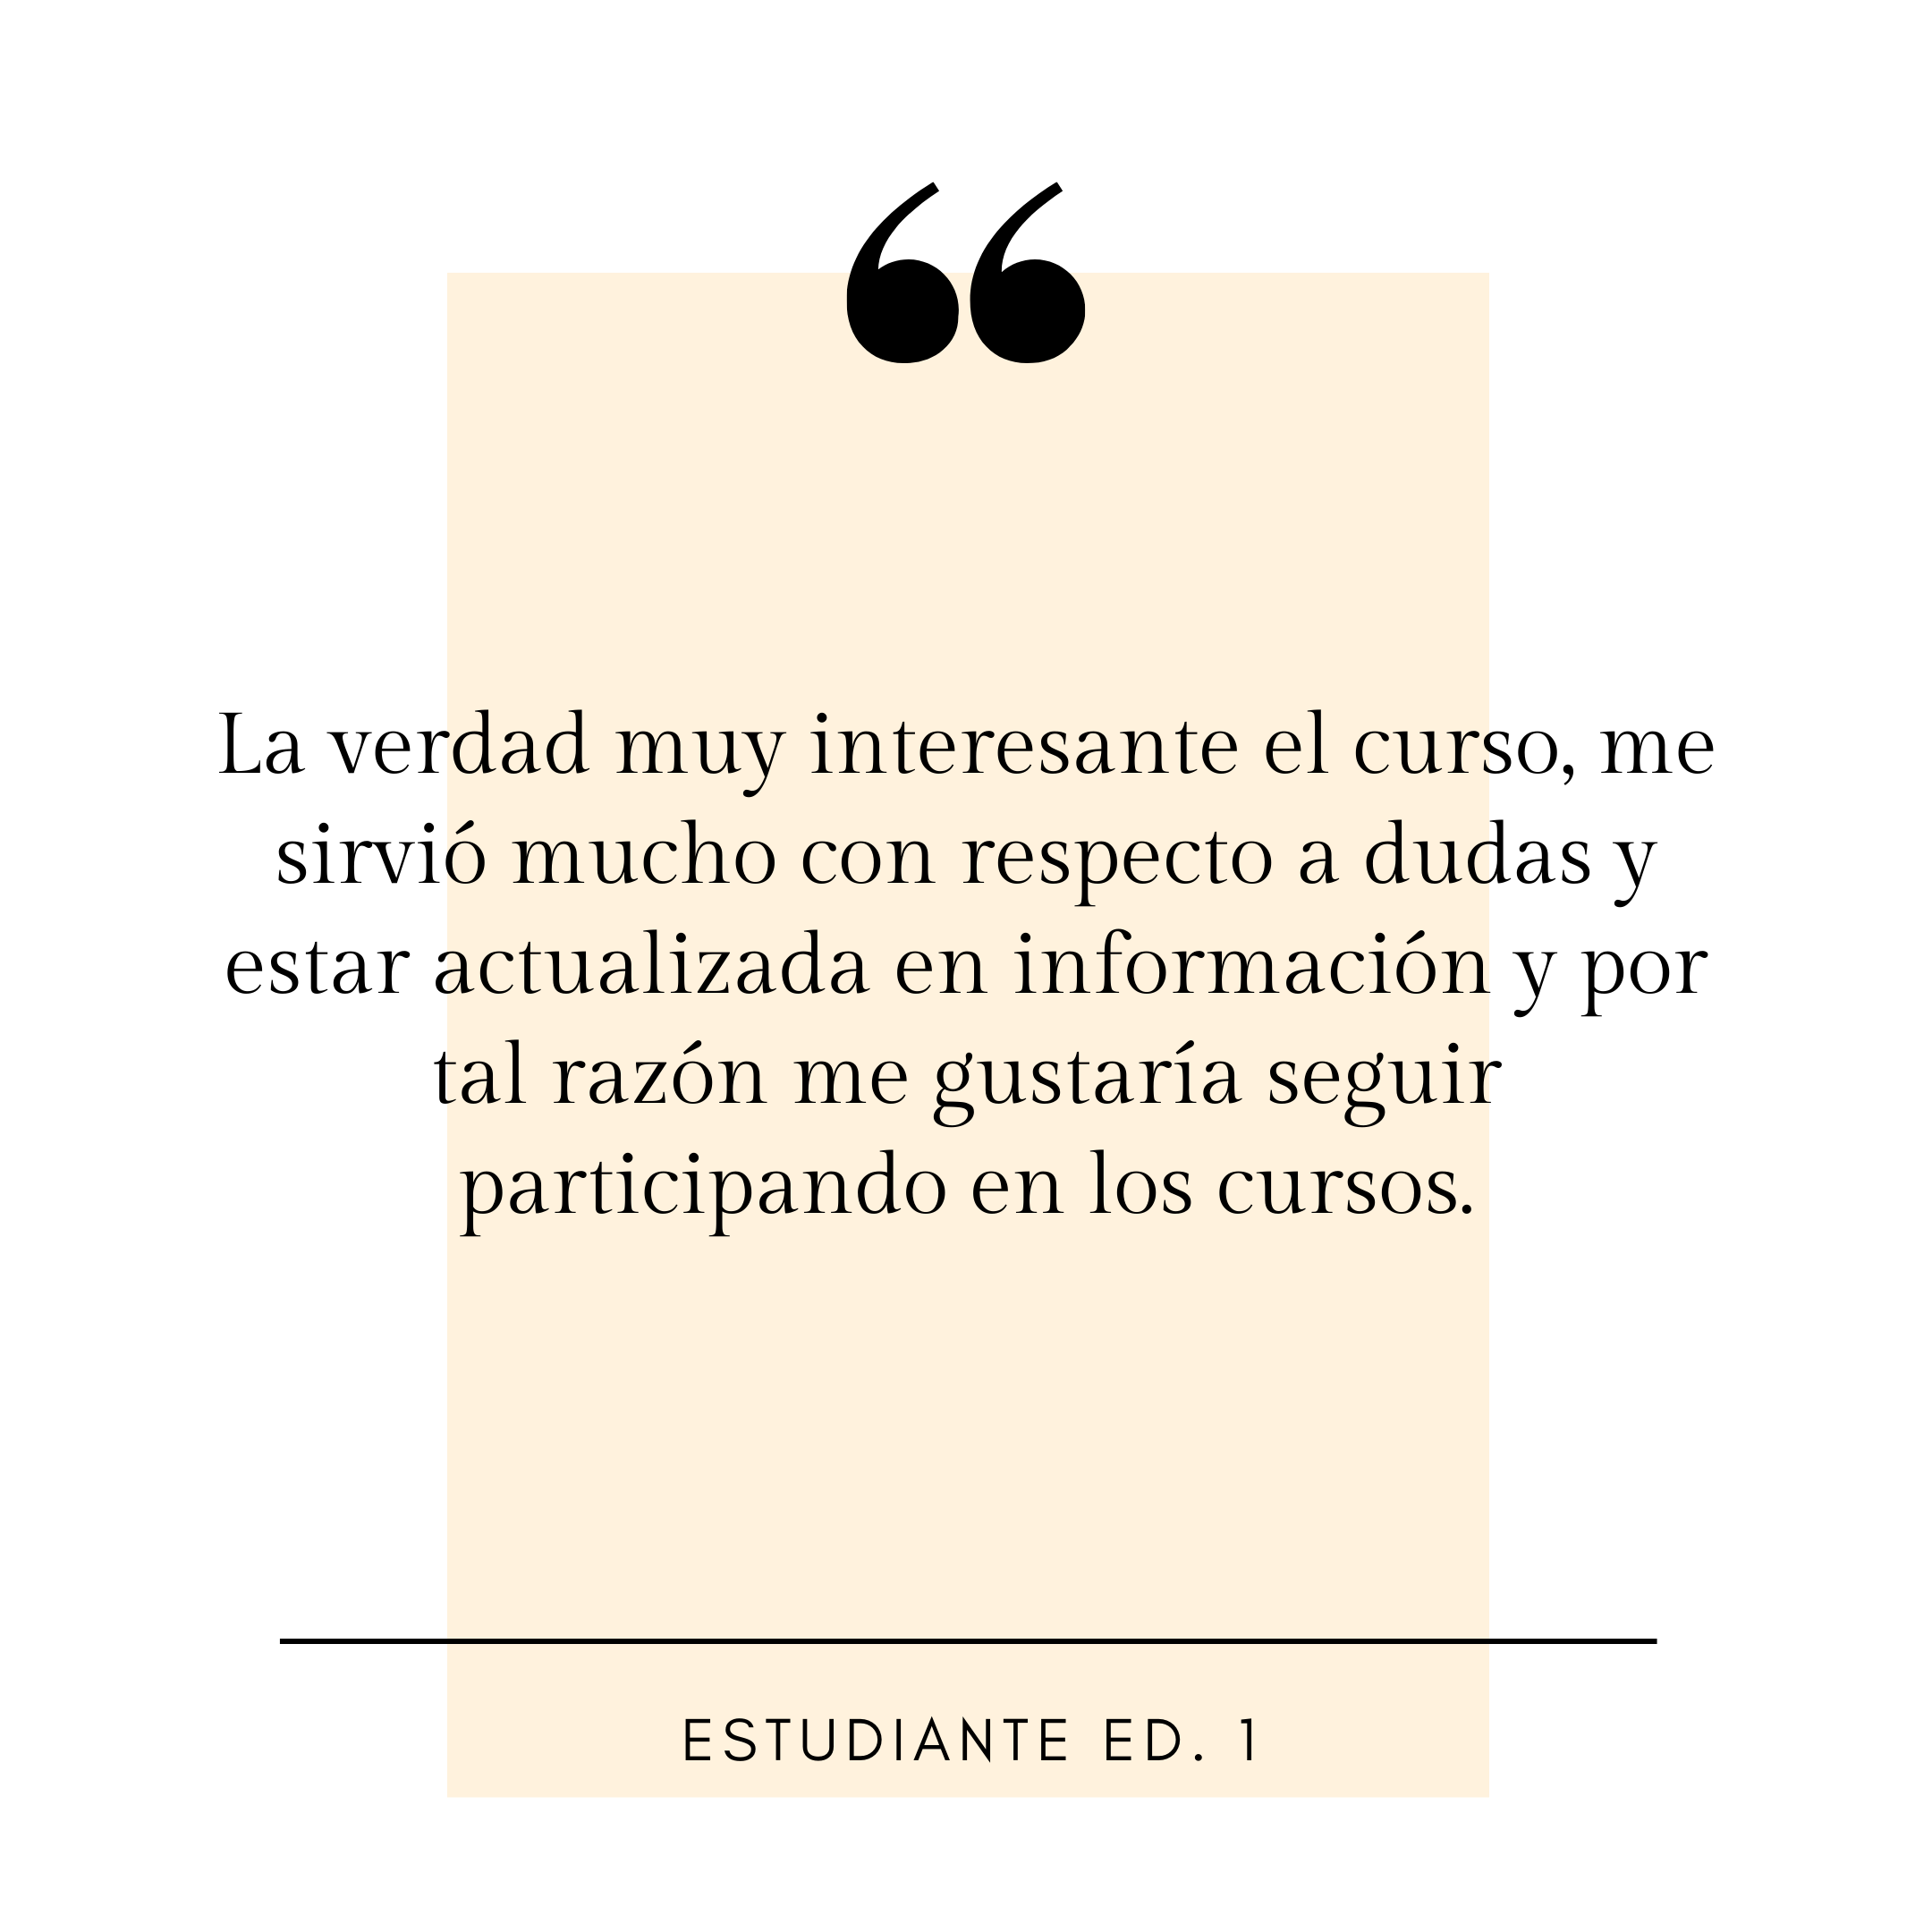 “
La verdad muy interesante el curso, me
sirvió mucho con respecto a dudas y
estar actualizada en información y por
tal razón me gustaría seguir
participando en los cursos.
ESTUDIANTE ED. 1